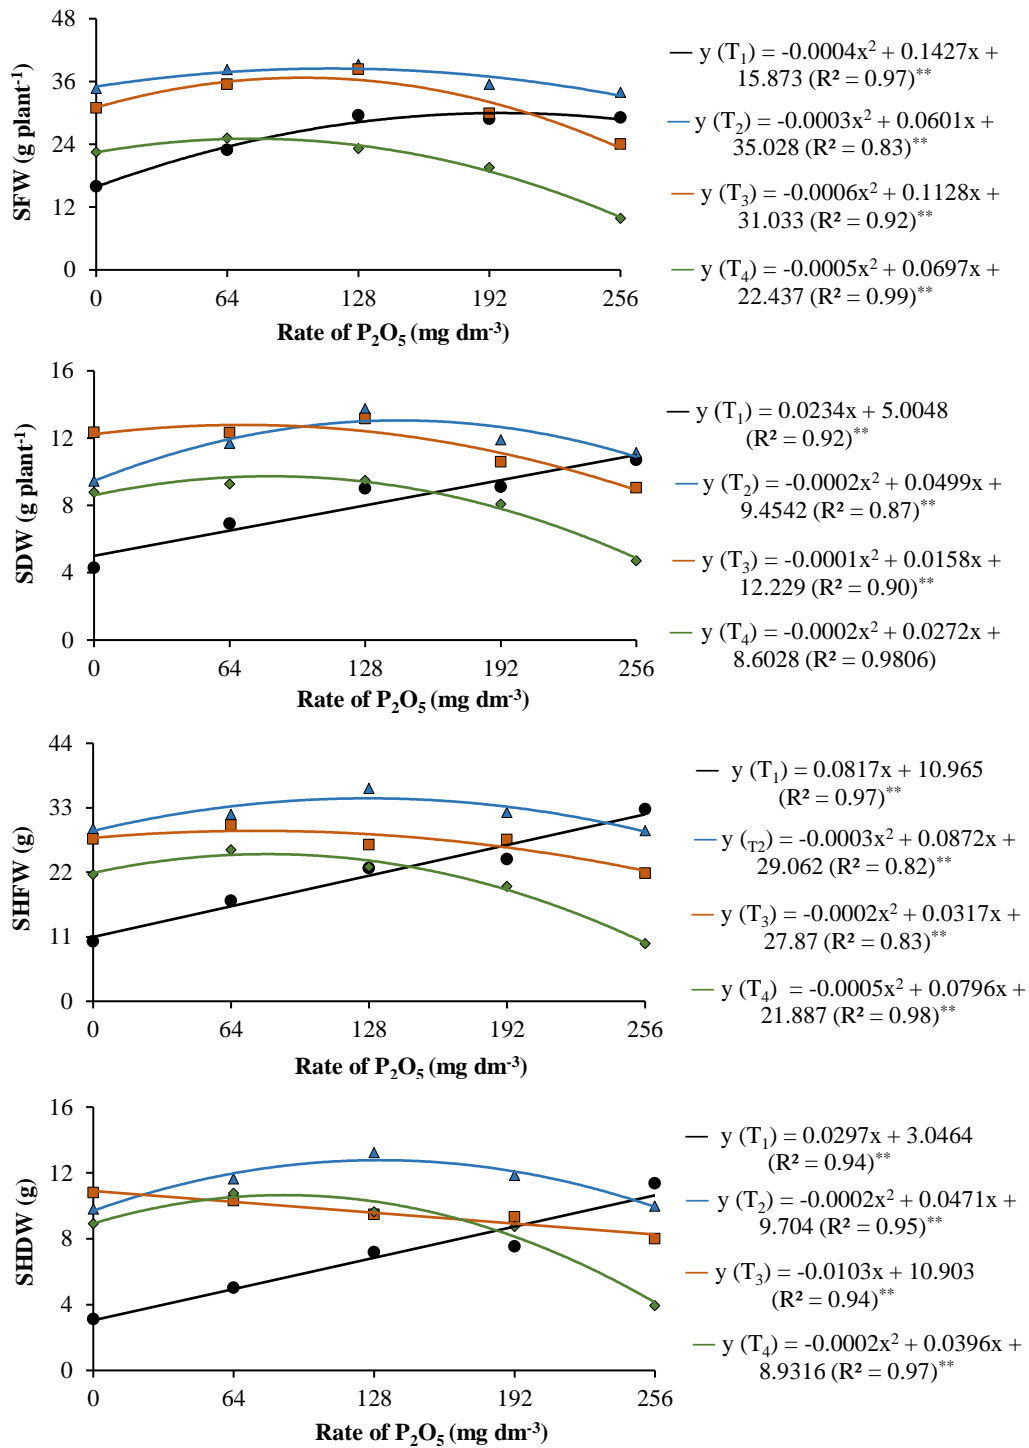 48
36
24
12
0
SFW (g plant⁻¹)
0 64 128 192 256
Rate of P₂O₅ (mg dm⁻³)
y (T₁) = -0.0004x² + 0.1427x +
15.873 (R² = 0.97)**
y (T₂) = -0.0003x² + 0.0601x +
35.028 (R² = 0.83)**
y (T₃) = -0.0006x² + 0.1128x +
31.033 (R² = 0.92)**
y (T₄) = -0.0005x² + 0.0697x +
22.437 (R² = 0.99)**
16
12
8
4
0
SDW (g plant⁻¹)
0 64 128 192 256
Rate of P₂O₅ (mg dm⁻³)
y (T₁) = 0.0234x + 5.0048
(R² = 0.92)**
y (T₂) = -0.0002x² + 0.0499x +
9.4542 (R² = 0.87)**
y (T₃) = -0.0001x² + 0.0158x +
12.229 (R² = 0.90)**
y (T₄) = -0.0002x² + 0.0272x +
8.6028 (R² = 0.9806)
44
33
22
11
0
SHFW (g)
0 64 128 192 256
Rate of P₂O₅ (mg dm⁻³)
y (T₁) = 0.0817x + 10.965
(R² = 0.97)**
y (T2) = -0.0003x² + 0.0872x +
29.062 (R² = 0.82)**
y (T₃) = -0.0002x² + 0.0317x +
27.87 (R² = 0.83)**
y (T₄) = -0.0005x² + 0.0796x +
21.887 (R² = 0.98)**
16
12
8
4
0
SHDW (g)
0 64 128 192 256
Rate of P₂O₅ (mg dm⁻³)
y (T₁) = 0.0297x + 3.0464
(R² = 0.94)**
y (T₂) = -0.0002x² + 0.0471x +
9.704 (R² = 0.95)**
y (T₃) = -0.0103x + 10.903
(R² = 0.94)**
y (T₄) = -0.0002x² + 0.0396x +
8.9316 (R² = 0.97)**